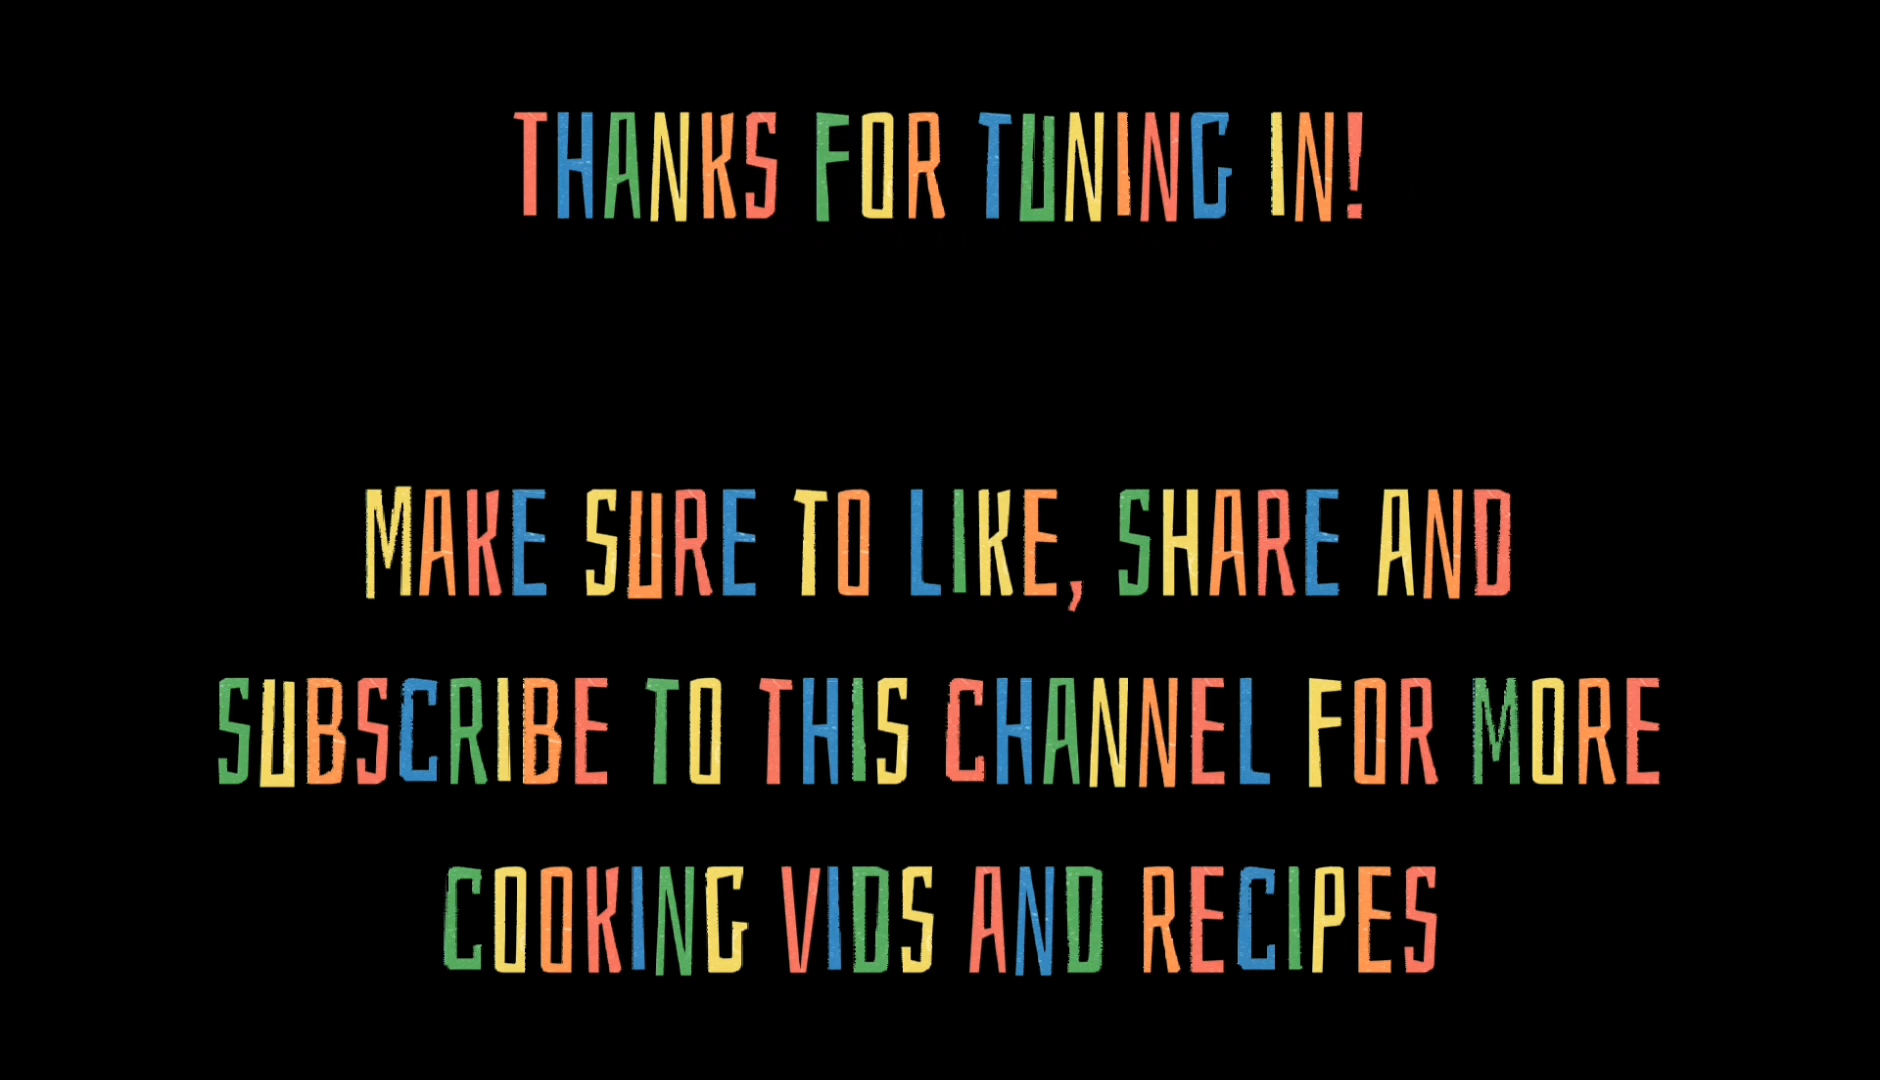 THANKS FOR TUNING IN!
MAKE SURE TO LIKE, SHARE AND
SUBSCRIBE TO THIS CHANNEL FOR MORE
COOKING VIDS AND RECIPES